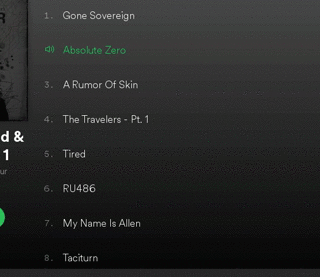 R
1. Gone Sovereign
Absolute Zero
3. A Rumor Of Skin
4. The Travelers - Pt. 1
d &
1
5. Tired
ur
6. RU486
7. My Name Is Allen
8. Taciturn